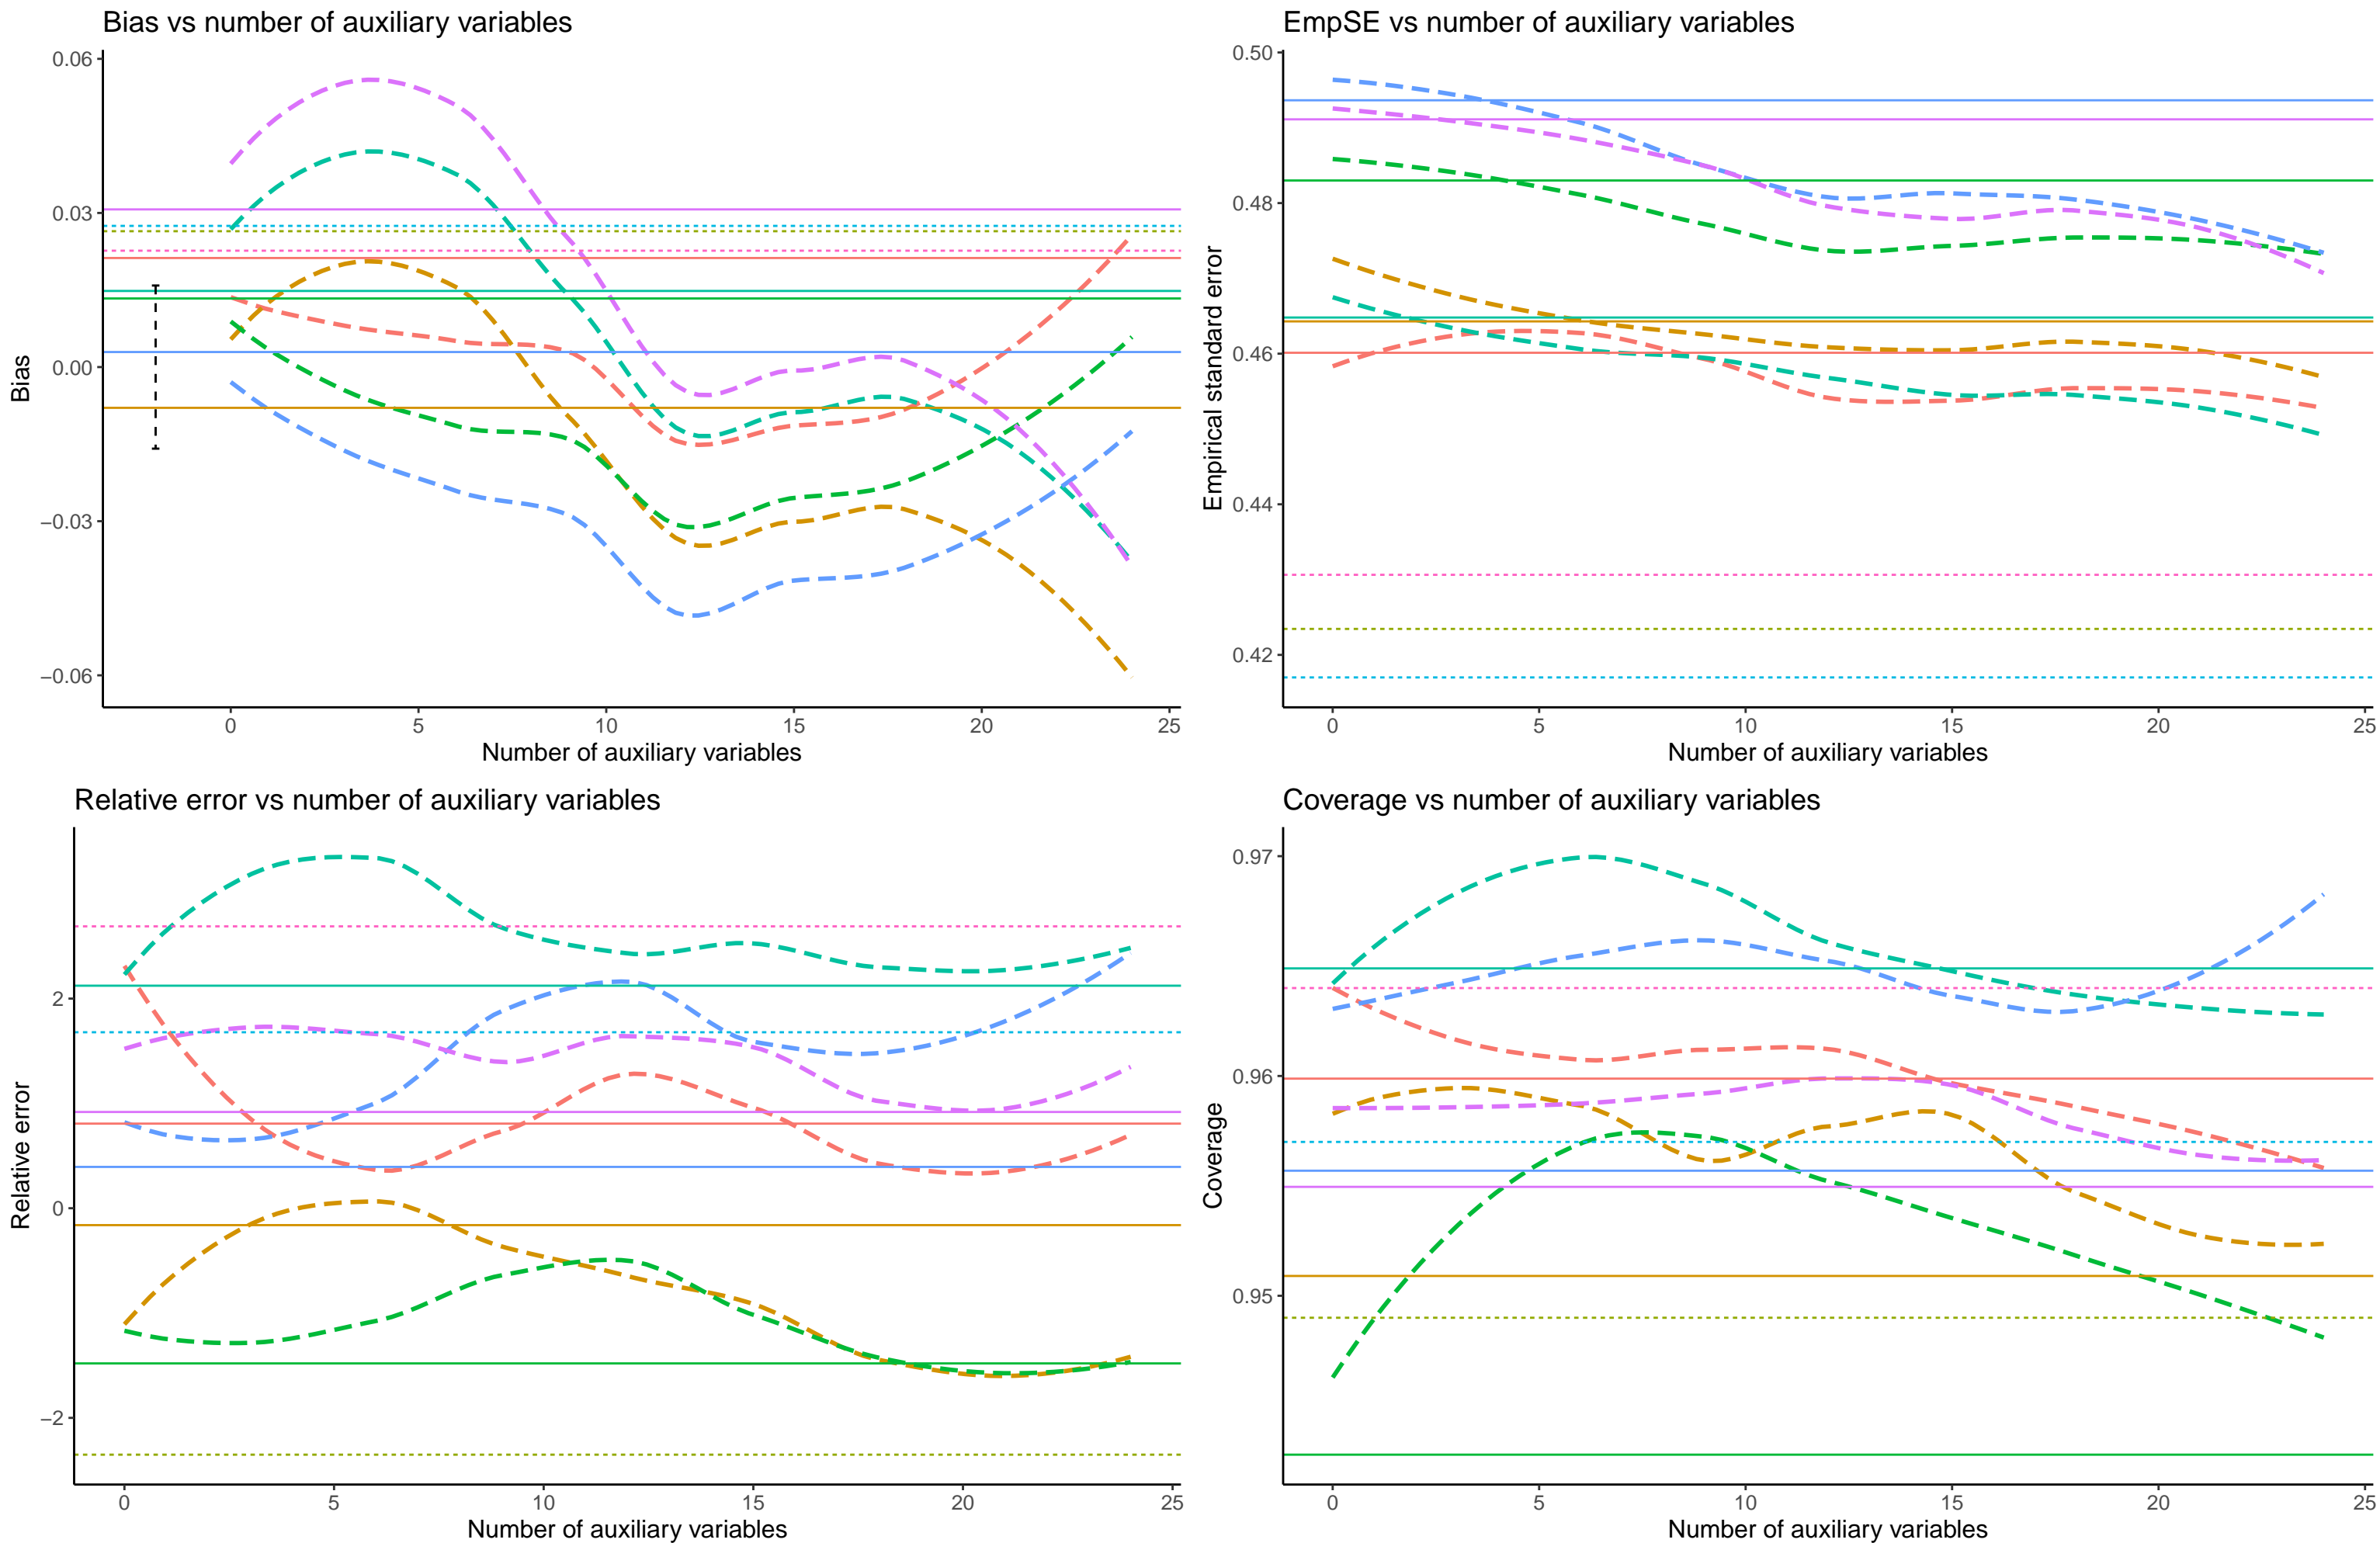 Bias vs number of auxiliary variables
0.06
0.03
0.00
−0.03
−0.06
Bias
0 5 10 15 20 25
Number of auxiliary variables
EmpSE vs number of auxiliary variables
0.50
0.48
0.46
0.44
0.42
Empirical standard error
0 5 10 15 20 25
Number of auxiliary variables
Relative error vs number of auxiliary variables
2
0
−2
Relative error
0 5 10 15 20 25
Number of auxiliary variables
Coverage vs number of auxiliary variables
0.97
0.96
0.95
Coverage
0 5 10 15 20 25
Number of auxiliary variables